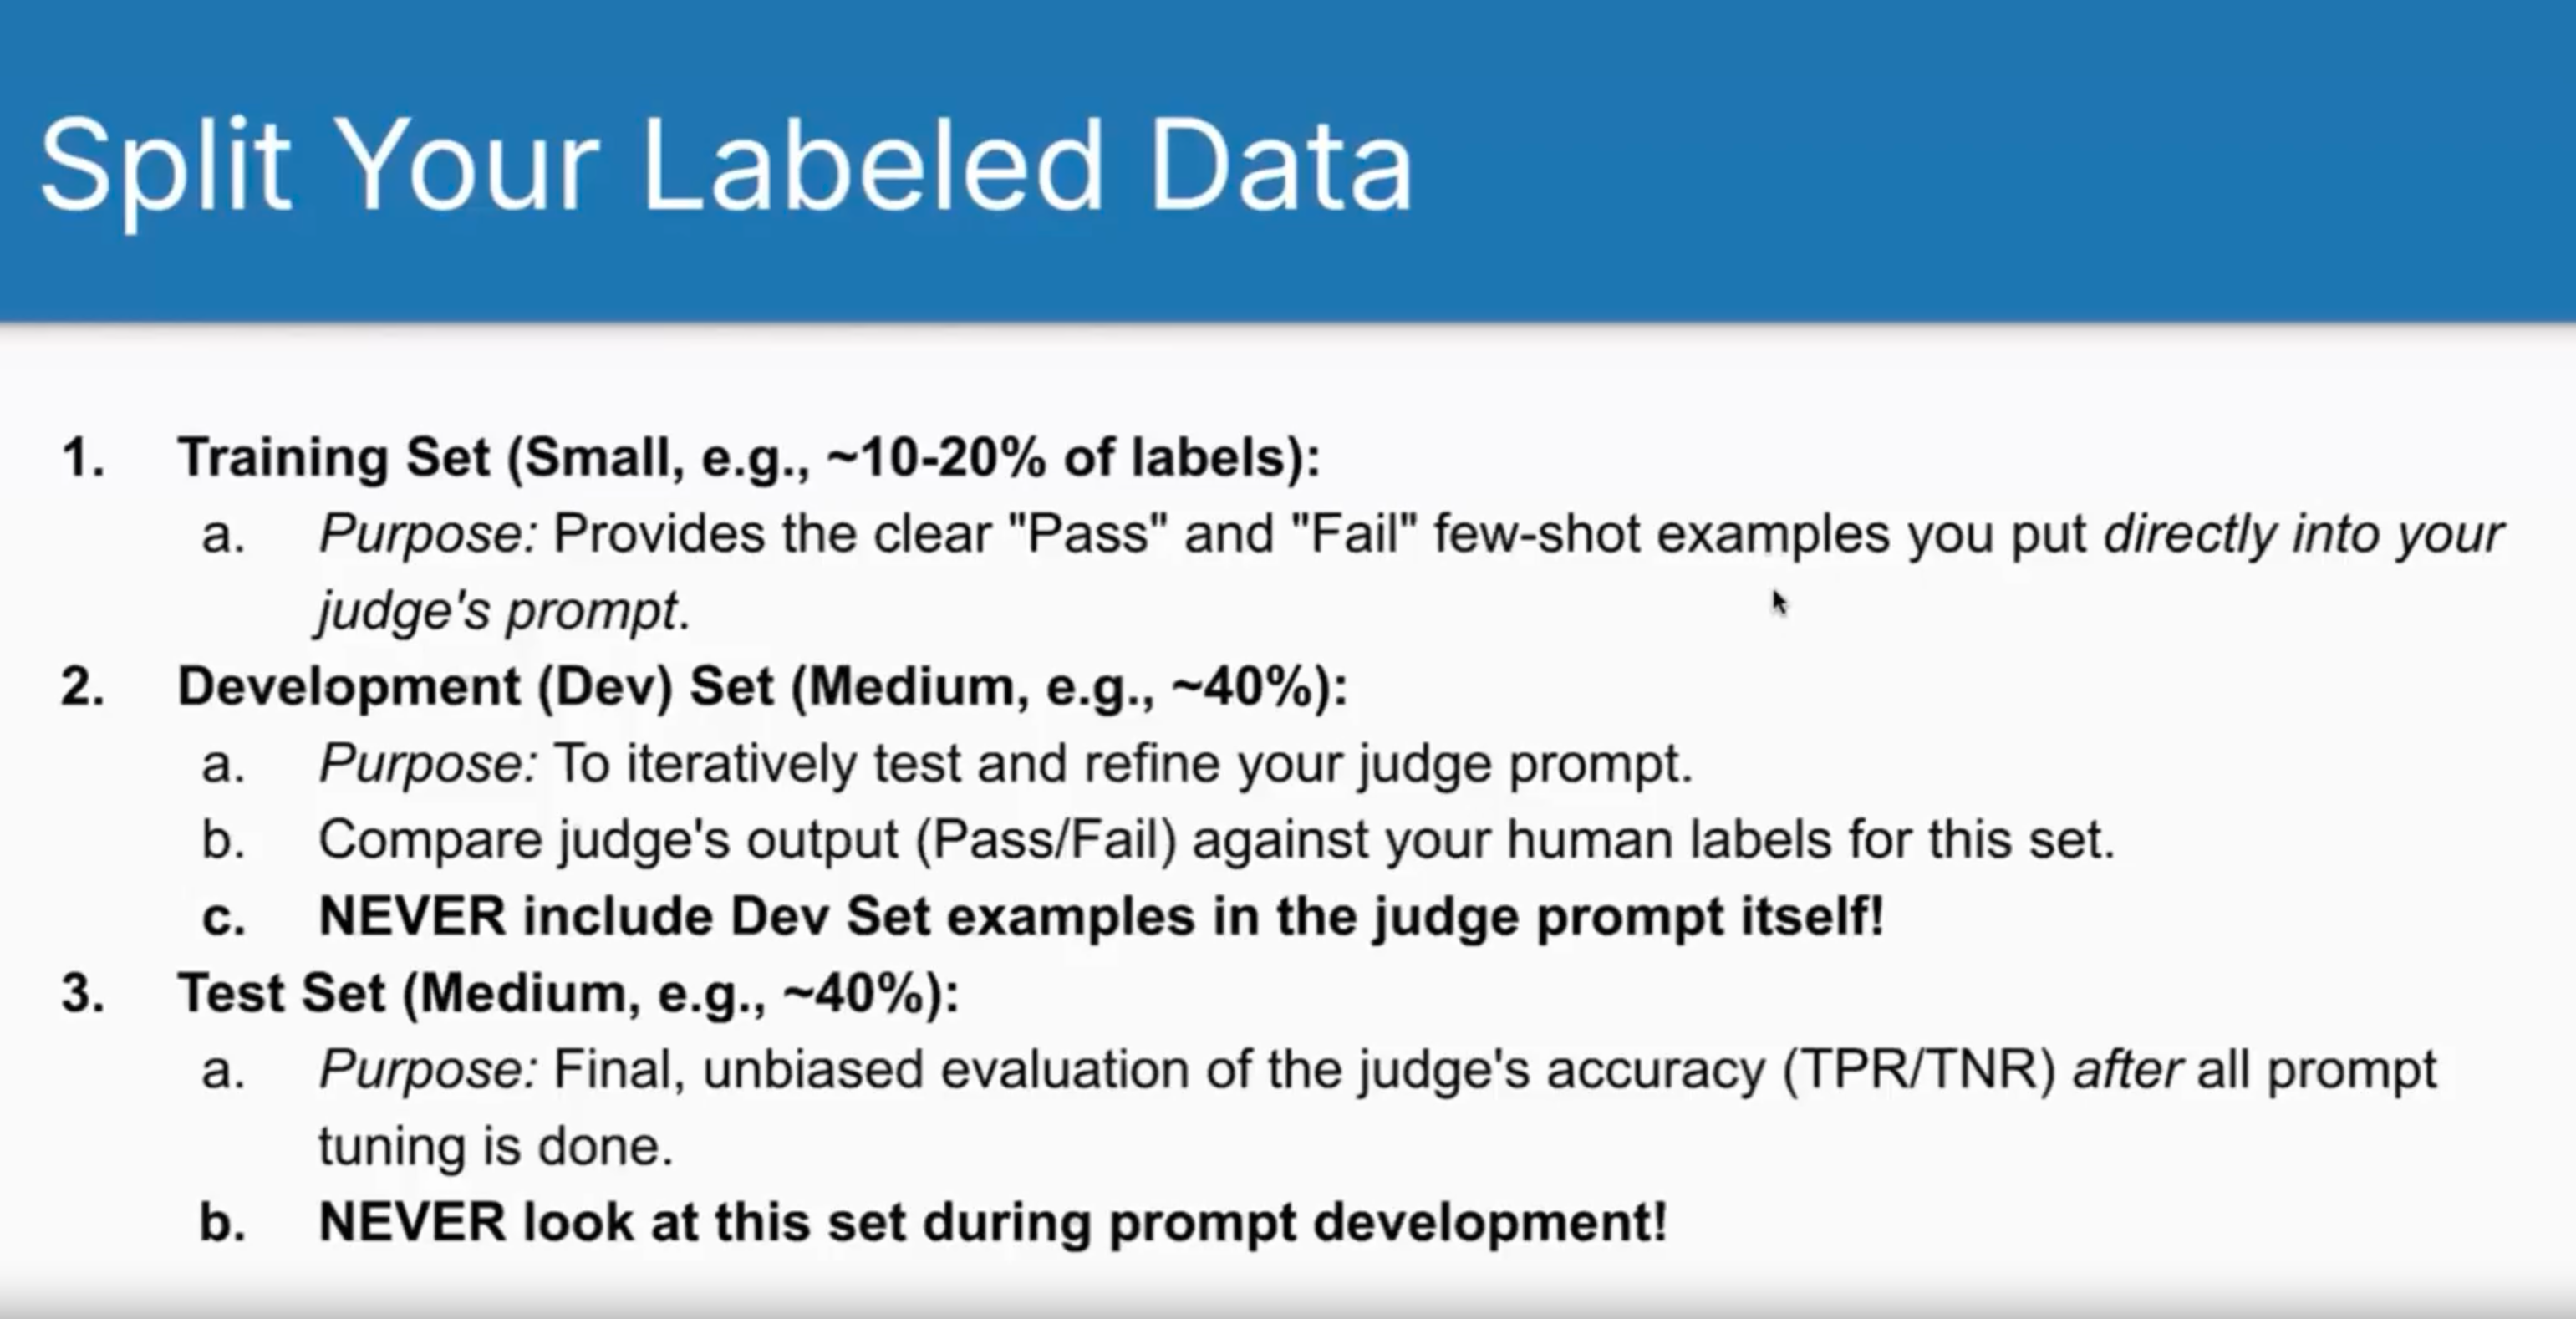 Split Your Labeled Data
1. Training Set (Small, e.g., ~10-20% of labels):
a. Purpose: Provides the clear "Pass" and "Fail" few-shot examples you put directly into your
judge's prompt.
2. Development (Dev) Set (Medium, e.g., ~40%):
a. Purpose: To iteratively test and refine your judge prompt.
b. Compare judge's output (Pass/Fail) against your human labels for this set.
c. NEVER include Dev Set examples in the judge prompt itself!
3. Test Set (Medium, e.g., ~40%):
a. Purpose: Final, unbiased evaluation of the judge's accuracy (TPR/TNR) after all prompt
tuning is done.
b. NEVER look at this set during prompt development!